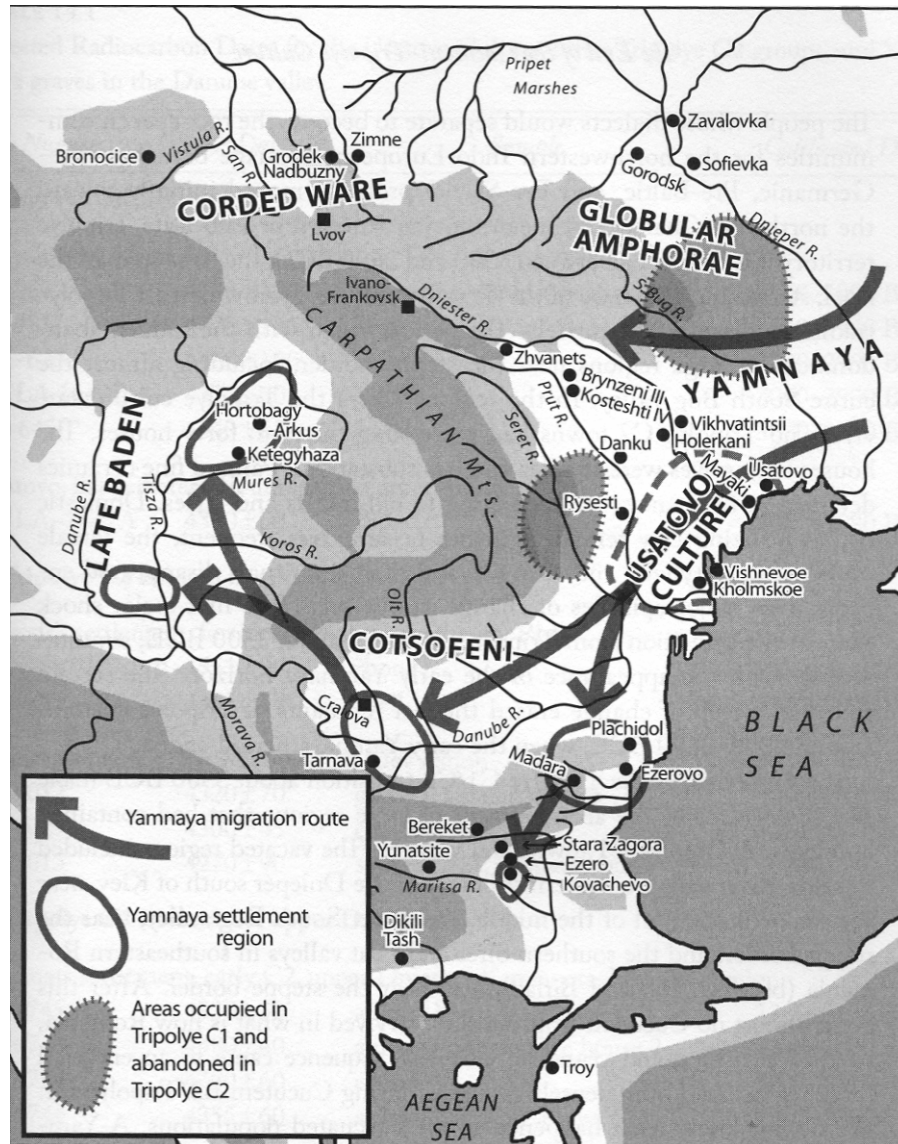 Pripet
Marshes
Zavalovka
Bronocice
Vistula R.
San R.
Grodek
Nadbuzny
Zimne
Gorodsk
Sofievka
CORDED WARE
Lvov
GLOBULAR
AMPHORAE
Dnieper R.
Ivano-
Frankovsk
Dniester R.
S. Bug R.
CARPATHIAN Mts.
Zhvanets
YAMNAYA
Brynzeni III
Kosteshti IV
Prut R.
Seret R.
Hortobagy
-Arkus
Ketegyhaza
Vikhvatintsii
Holerkani
Danku
Mayaki
Usatovo
LATE BADEN
Danube R.
Tisza R.
Mures R.
Rysesti
USATOVO
CULTURE
Koros R.
Vishnevoe
Kholmskoe
Olt R.
COTSOFENI
Craiova
Danube R.
Plachidol
BLACK
SEA
Morava R.
Tarnava
Madara
Ezerovo
Bereket
Stara Zagora
Yunatsite
Ezero
Maritsa R.
Kovachevo
Dikili
Tash
Troy
AEGEAN
SEA
Yamnaya migration route
Yamnaya settlement
region
Areas occupied in
Tripolye C1 and
abandoned in
Tripolye C2